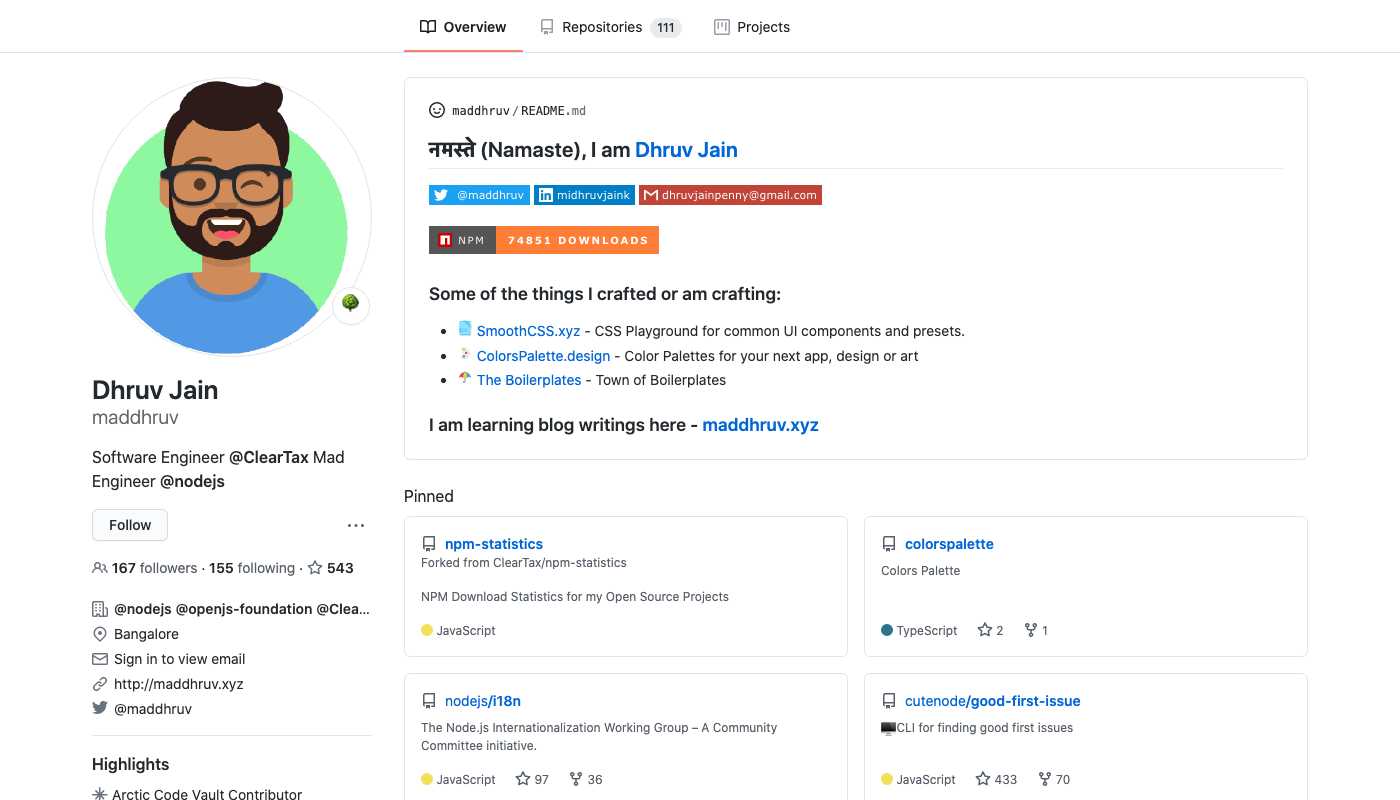 Overview Repositories 111 Projects
maddhruv/README.md
नमस्ते (Namaste), I am Dhruv Jain
@maddhruv midhruvjaink dhruvjainpenny@gmail.com
NPM 74851 DOWNLOADS
Some of the things I crafted or am crafting:
SmoothCSS.xyz - CSS Playground for common UI components and presets.
ColorsPalette.design - Color Palettes for your next app, design or art
The Boilerplates - Town of Boilerplates
I am learning blog writings here - maddhruv.xyz
Dhruv Jain
maddhruv
Software Engineer @ClearTax Mad
Engineer @nodejs
Follow
167 followers · 155 following · 543
@nodejs @openjs-foundation @Clea...
Bangalore
Sign in to view email
http://maddhruv.xyz
@maddhruv
Highlights
Arctic Code Vault Contributor
Pinned
npm-statistics
Forked from ClearTax/npm-statistics
NPM Download Statistics for my Open Source Projects
JavaScript
colorspalette
Colors Palette
TypeScript 2 1
nodejs/i18n
The Node.js Internationalization Working Group – A Community
Committee initiative.
JavaScript 97 36
cutenode/good-first-issue
🖥️CLI for finding good first issues
JavaScript 433 70